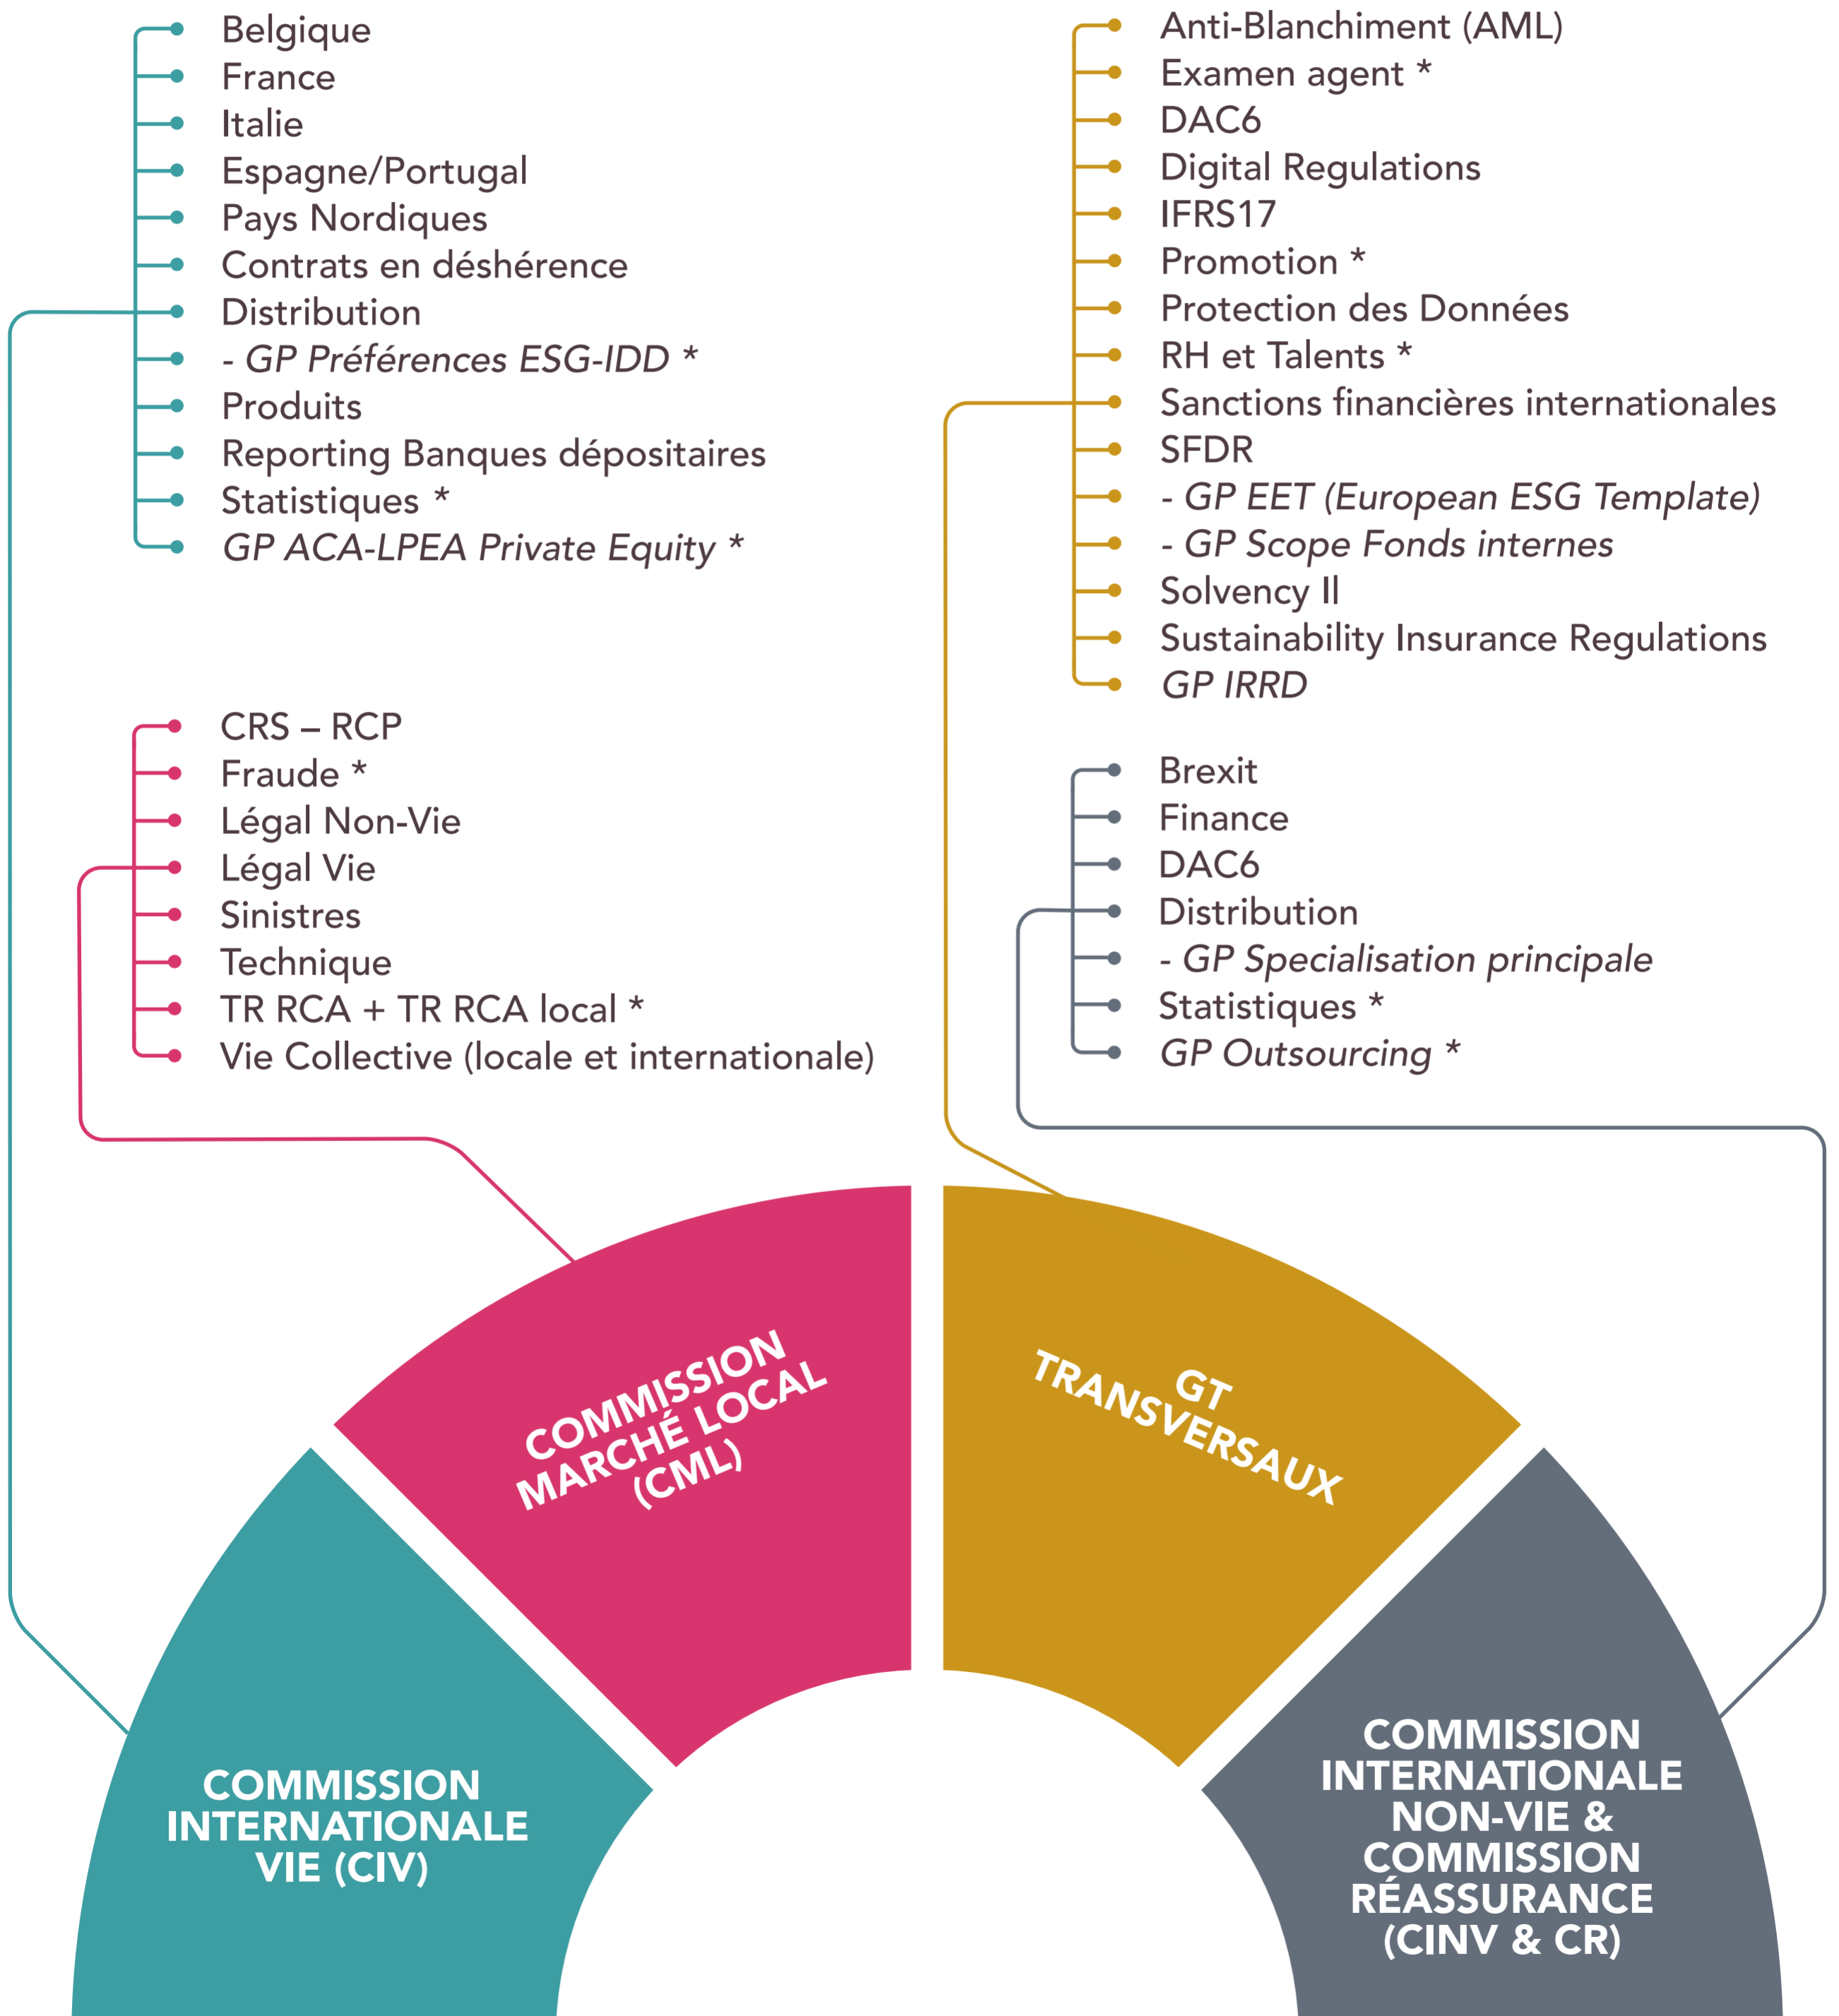 Belgique
France
Italie
Espagne/Portugal
Pays Nordiques
Contrats en déshérence
Distribution
- GP Préférences ESG-IDD *
Produits
Reporting Banques dépositaires
Statistiques *
GP ACA-LPEA Private Equity *
Anti-Blanchiment (AML)
Examen agent *
DAC6
Digital Regulations
IFRS17
Promotion *
Protection des Données
RH et Talents *
Sanctions financières internationales
SFDR
- GP EET (European ESG Template)
- GP Scope Fonds internes
Solvency II
Sustainability Insurance Regulations
GP IRRD
CRS – RCP
Fraude *
Légal Non-Vie
Légal Vie
Sinistres
Technique
TR RCA + TR RCA local *
Vie Collective (locale et internationale)
Brexit
Finance
DAC6
Distribution
- GP Specialisation principale
Statistiques *
GP Outsourcing *
COMMISSION
MARCHÉ LOCAL
(CML)
GT
TRANSVERSAUX
COMMISSION
INTERNATIONALE
VIE (CIV)
COMMISSION
INTERNATIONALE
NON-VIE &
COMMISSION
RÉASSURANCE
(CINV & CR)